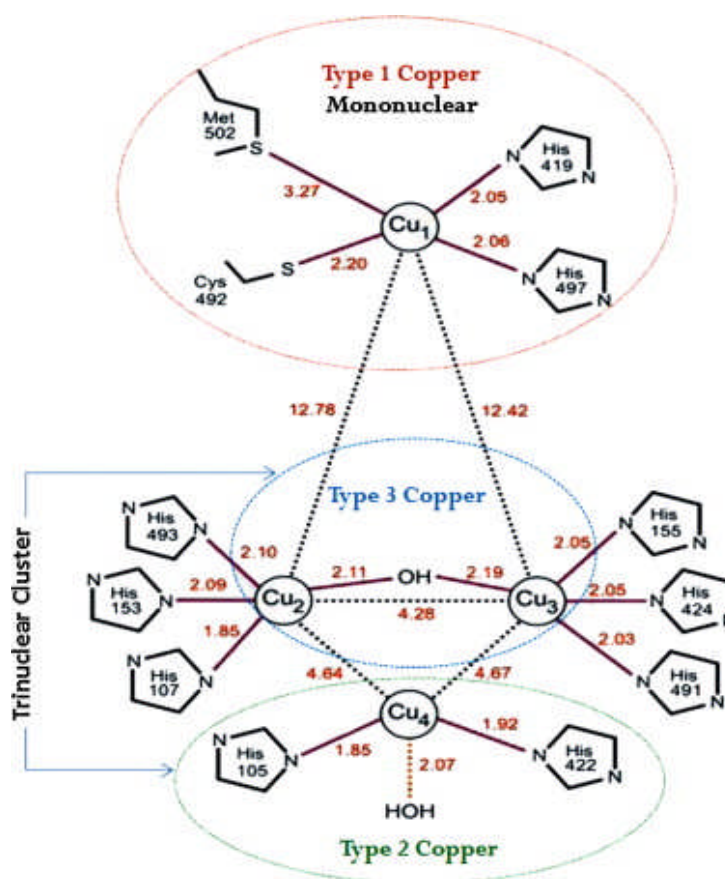 Type 1 Copper
Mononuclear
Met
502
S
3.27
N
His
419
N
2.05
Cu1
2.06
S
2.20
Cys
492
N
His
497
N
12.78
12.42
Type 3 Copper
N
His
493
N
2.10
N
His
155
N
2.05
2.11
OH
2.19
N
His
153
N
2.09
Cu2
4.28
Cu3
2.05
N
His
424
N
His
107
N
1.85
2.03
N
His
491
N
4.64
4.67
Trinuclear Cluster
Cu4
N
His
105
N
1.85
1.92
N
His
422
N
2.07
HOH
Type 2 Copper